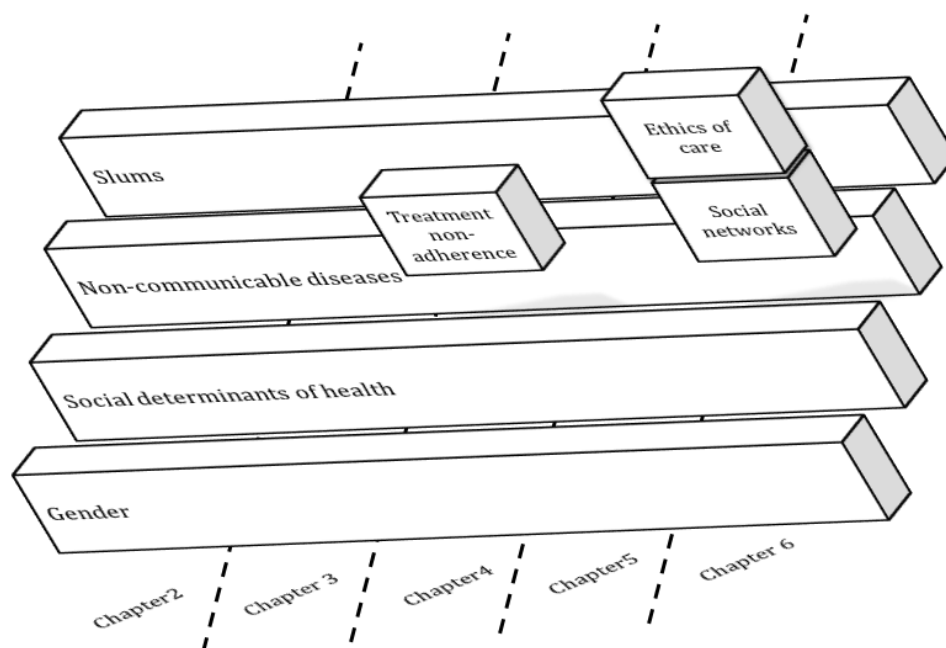 Ethics of
care
Slums
Treatment
non-
adherence
Social
networks
Non-communicable diseases
Social determinants of health
Gender
Chapter2
Chapter 3
Chapter4
Chapter5
Chapter 6